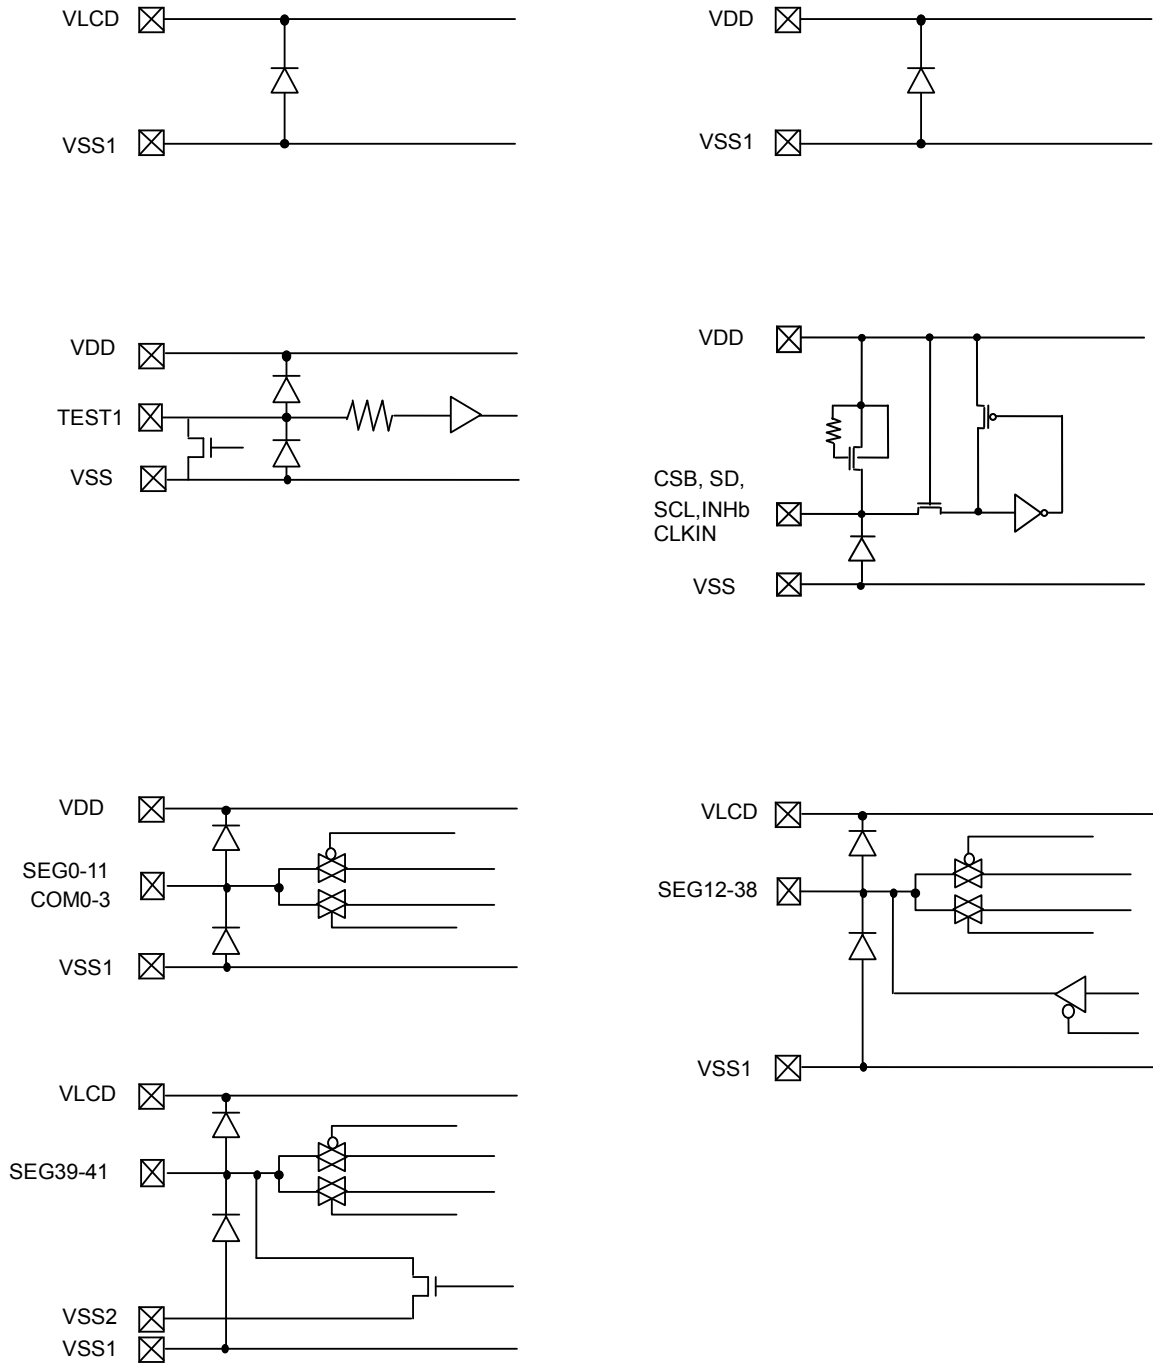 VLCD
VSS1
VDD
VSS1
VDD
TEST1
VSS
VDD
CSB, SD,
SCL,INHb
CLKIN
VSS
VDD
SEG0-11
COM0-3
VSS1
VLCD
SEG12-38
VSS1
VLCD
SEG39-41
VSS2
VSS1